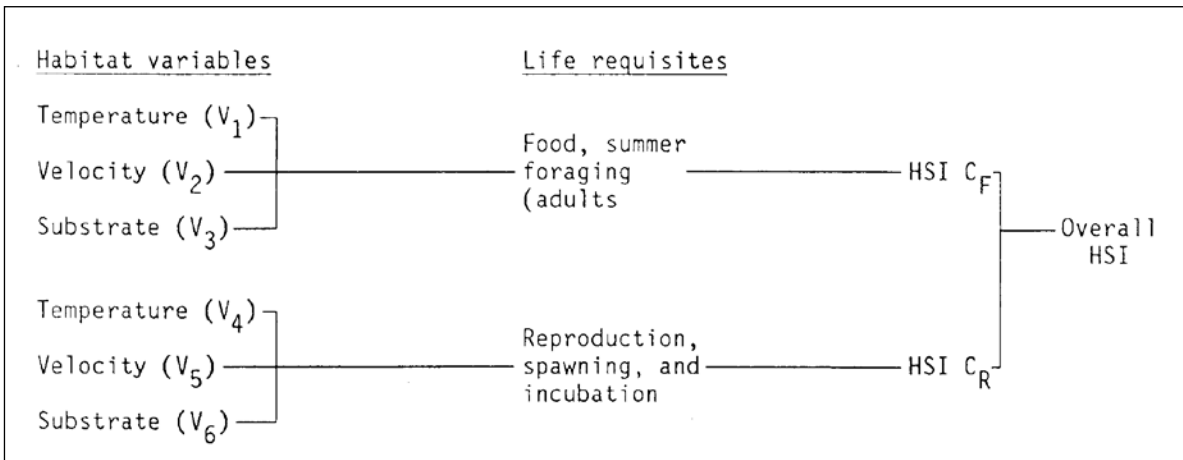 Habitat variables
Life requisites
Temperature (V1)
Velocity (V2)
Substrate (V3)
Food, summer
foraging
(adults
HSI CF
Temperature (V4)
Velocity (V5)
Substrate (V6)
Reproduction,
spawning, and
incubation
HSI CR
Overall
HSI